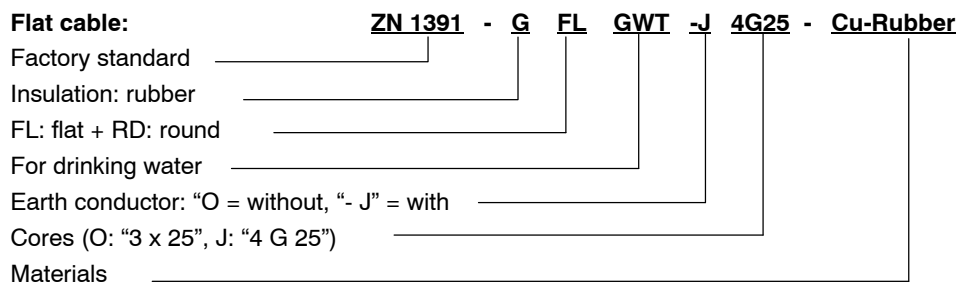 Flat cable: ZN 1391 - G FL GWT -J 4G25 - Cu-Rubber
Factory standard
Insulation: rubber
FL: flat + RD: round
For drinking water
Earth conductor: “O = without, “- J” = with
Cores (O: “3 x 25”, J: “4 G 25”)
Materials